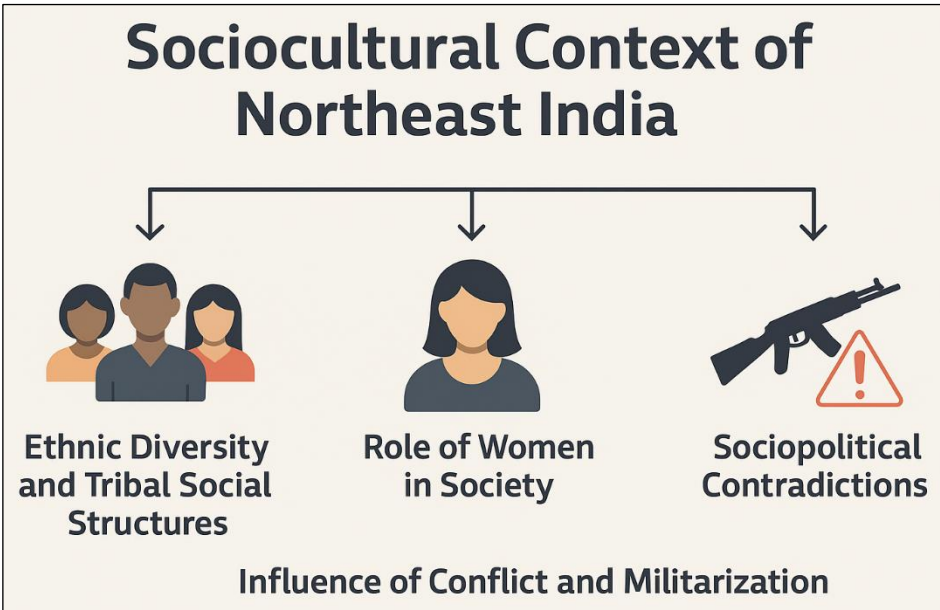 Sociocultural Context of
Northeast India
Ethnic Diversity
and Tribal Social
Structures
Role of Women
in Society
Sociopolitical
Contradictions
Influence of Conflict and Militarization